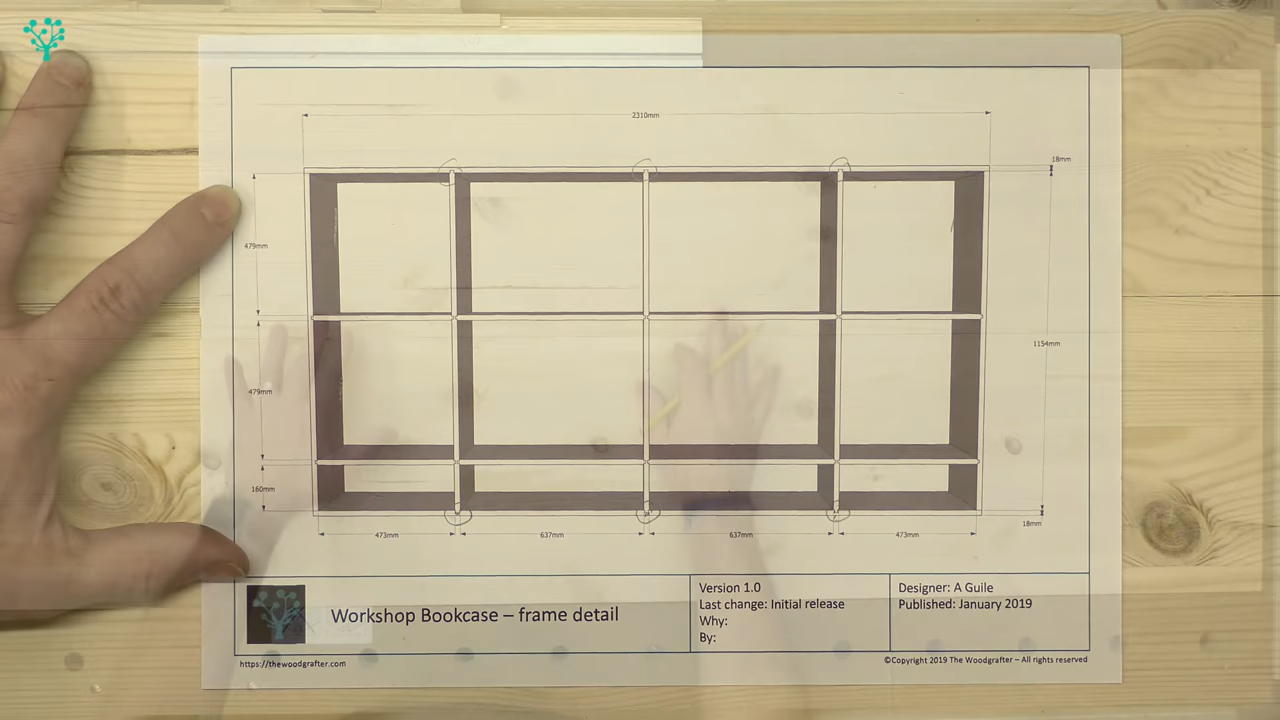 2310mm
18mm
479mm
1154mm
479mm
160mm
18mm
473mm
637mm
637mm
473mm
Workshop Bookcase – frame detail
Version 1.0
Last change: Initial release
Why:
By:
Designer: A Guile
Published: January 2019
https://thewoodgrafter.com
©Copyright 2019 The Woodgrafter – All rights reserved